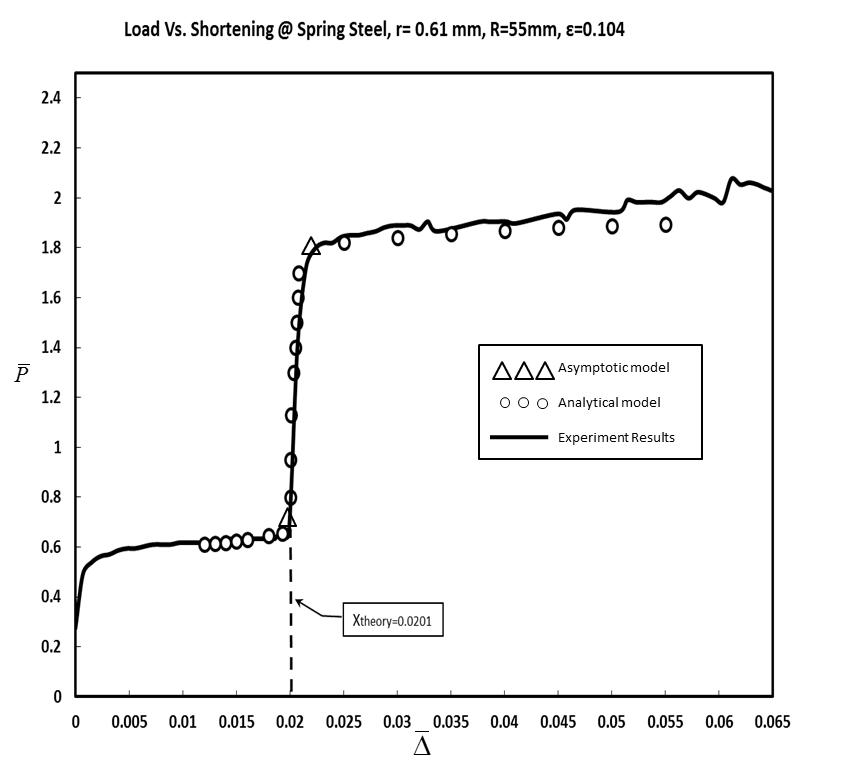 Load Vs. Shortening @ Spring Steel, r= 0.61 mm, R=55mm, ε=0.104
2.4
2.2
2
1.8
1.6
1.4
P̅
1.2
1
0.8
0.6
0.4
0.2
0
Asymptotic model
Analytical model
Experiment Results
Xtheory=0.0201
0 0.005 0.01 0.015 0.02 0.025 0.03 0.035 0.04 0.045 0.05 0.055 0.06 0.065
Δ̅